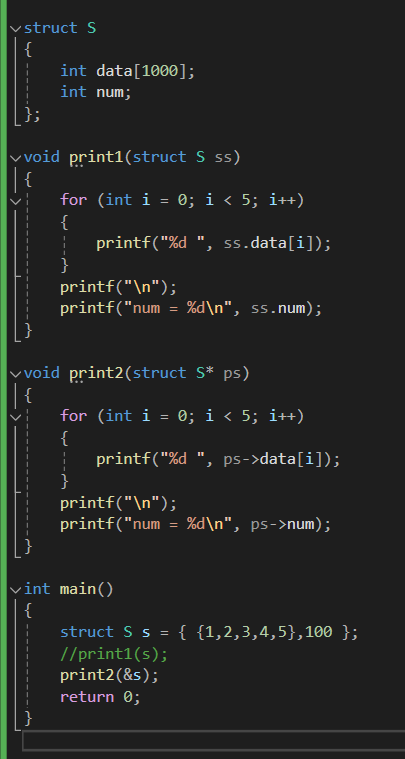 struct S
{
int data[1000];
int num;
};
void print1(struct S ss)
{
for (int i = 0; i < 5; i++)
{
printf("%d ", ss.data[i]);
}
printf("\n");
printf("num = %d\n", ss.num);
}
void print2(struct S* ps)
{
for (int i = 0; i < 5; i++)
{
printf("%d ", ps->data[i]);
}
printf("\n");
printf("num = %d\n", ps->num);
}
int main()
{
struct S s = { {1,2,3,4,5},100 };
//print1(s);
print2(&s);
return 0;
}